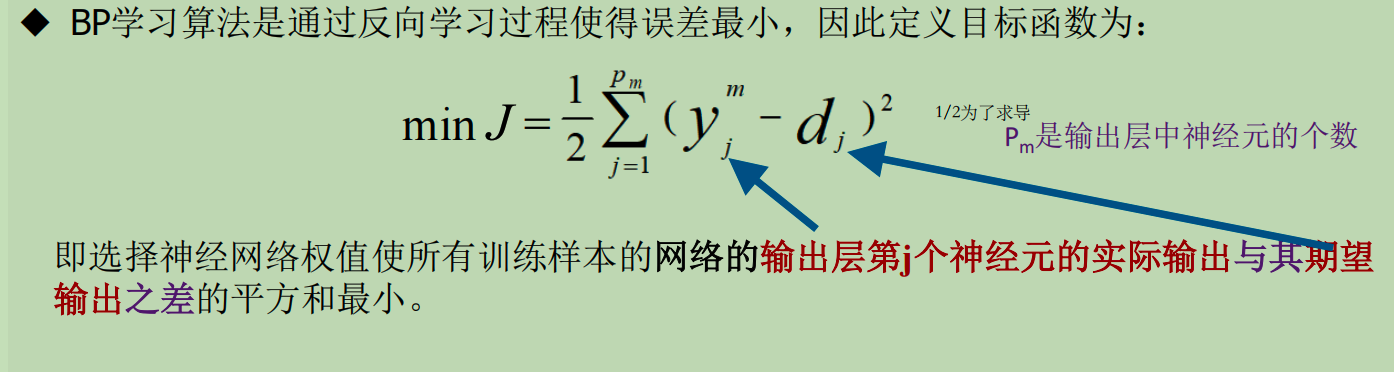 ◆ BP学习算法是通过反向学习过程使得误差最小，因此定义目标函数为：
min J = \frac{1}{2} \sum_{j=1}^{p_m} (y_j^m - d_j)^2
1/2为了求导
P_m是输出层中神经元的个数
即选择神经网络权值使所有训练样本的网络的输出层第j个神经元的实际输出与其期望
输出之差的平方和最小。